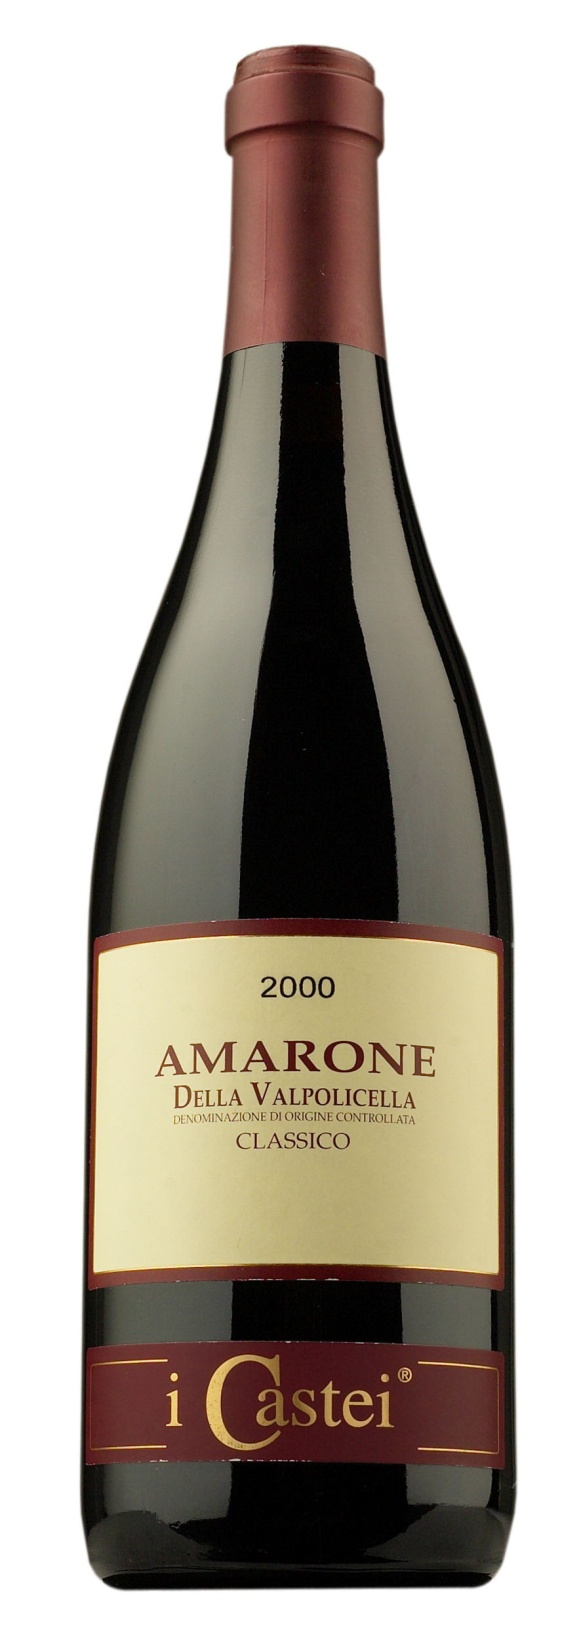 2000
AMARONE
DELLA VALPOLICELLA
DENOMINAZIONE DI ORIGINE CONTROLLATA
CLASSICO
i Castei®